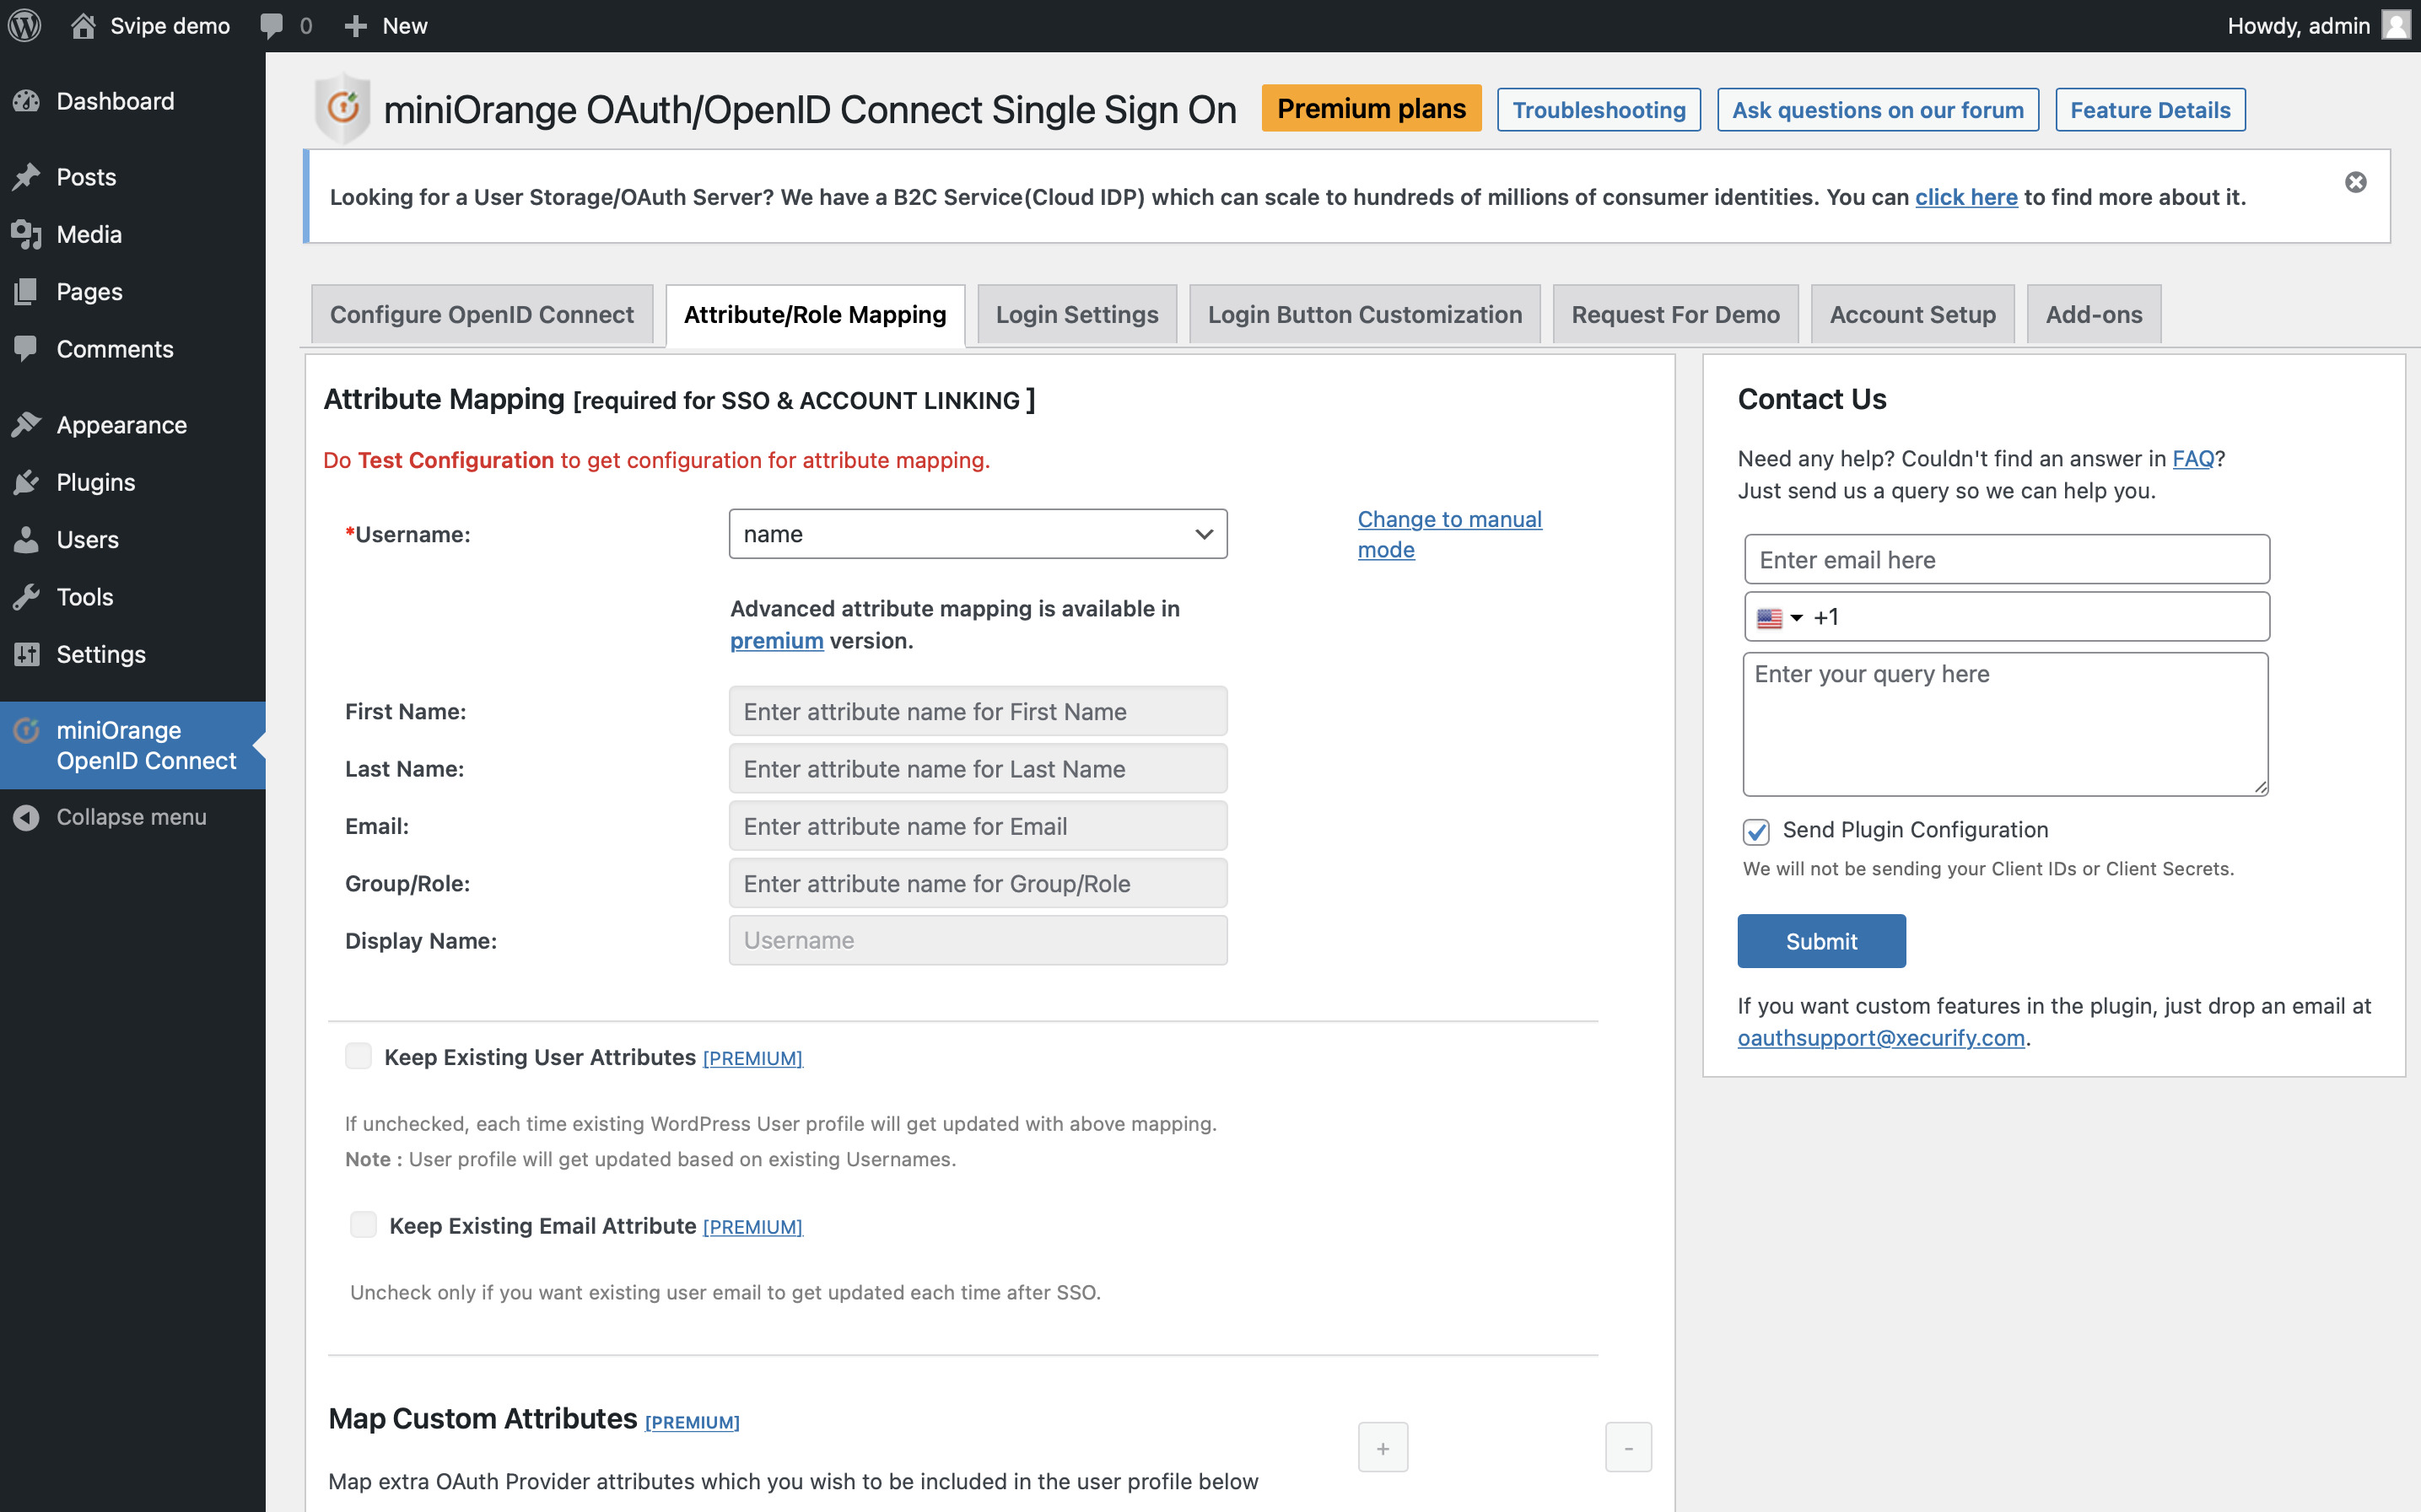 Svipe demo
0
New
Howdy, admin
Dashboard
Posts
Media
Pages
Comments
Appearance
Plugins
Users
Tools
Settings
miniOrange
OpenID Connect
Collapse menu
miniOrange OAuth/OpenID Connect Single Sign On
Premium plans
Troubleshooting
Ask questions on our forum
Feature Details
Looking for a User Storage/OAuth Server? We have a B2C Service(Cloud IDP) which can scale to hundreds of millions of consumer identities. You can click here to find more about it.
Configure OpenID Connect
Attribute/Role Mapping
Login Settings
Login Button Customization
Request For Demo
Account Setup
Add-ons
Attribute Mapping [required for SSO & ACCOUNT LINKING ]
Do Test Configuration to get configuration for attribute mapping.
*Username:
name
Change to manual
mode
Advanced attribute mapping is available in
premium version.
First Name:
Enter attribute name for First Name
Last Name:
Enter attribute name for Last Name
Email:
Enter attribute name for Email
Group/Role:
Enter attribute name for Group/Role
Display Name:
Username
Keep Existing User Attributes [PREMIUM]
If unchecked, each time existing WordPress User profile will get updated with above mapping.
Note : User profile will get updated based on existing Usernames.
Keep Existing Email Attribute [PREMIUM]
Uncheck only if you want existing user email to get updated each time after SSO.
Map Custom Attributes [PREMIUM]
+
-
Map extra OAuth Provider attributes which you wish to be included in the user profile below
Contact Us
Need any help? Couldn't find an answer in FAQ?
Just send us a query so we can help you.
Enter email here
+1
Enter your query here
Send Plugin Configuration
We will not be sending your Client IDs or Client Secrets.
Submit
If you want custom features in the plugin, just drop an email at
oauthsupport@xecurify.com.